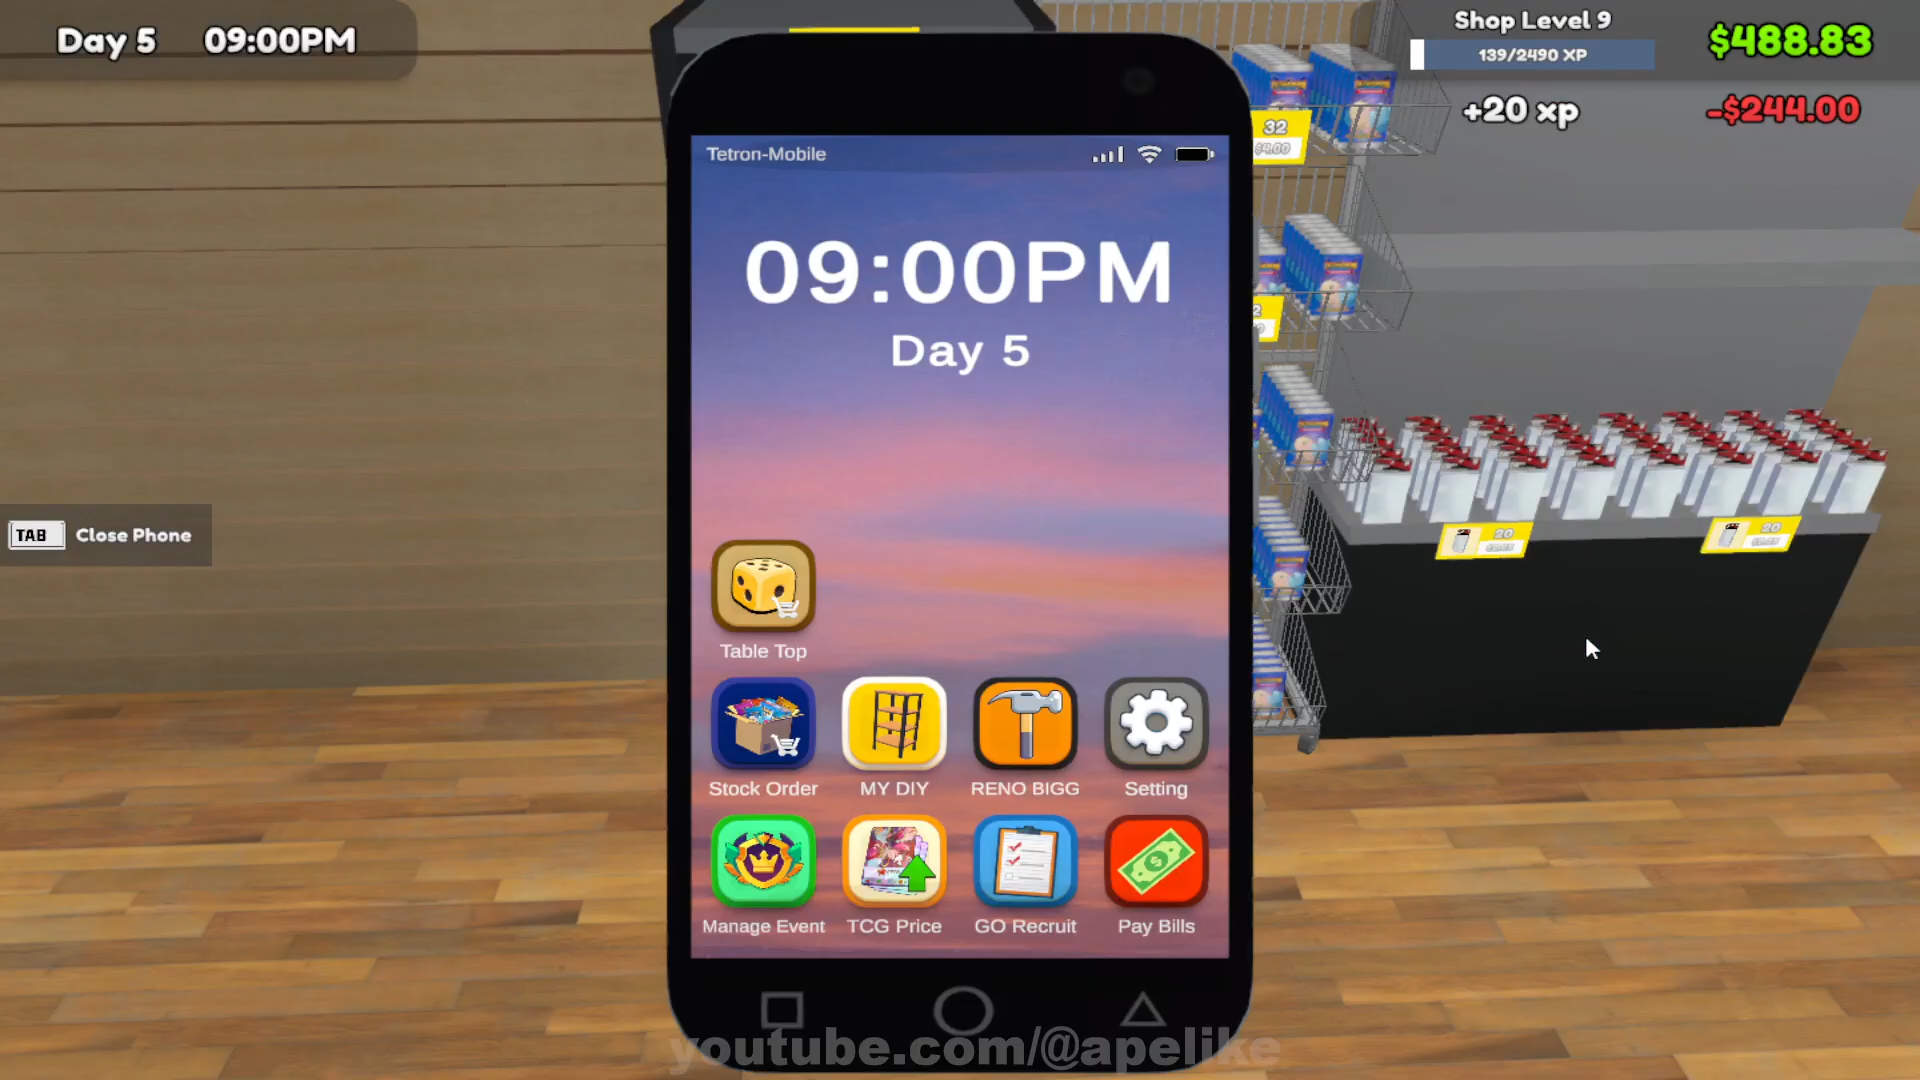 Day 5 09:00PM
Shop Level 9
139/2490 XP
$488.83
+20 xp
-$244.00
Tetron-Mobile
09:00PM
Day 5
32
$4.00
TAB Close Phone
20
20
Table Top
Stock Order
MY DIY
RENO BIGG
Setting
Manage Event
TCG Price
GO Recruit
Pay Bills
youtube.com/@apelike